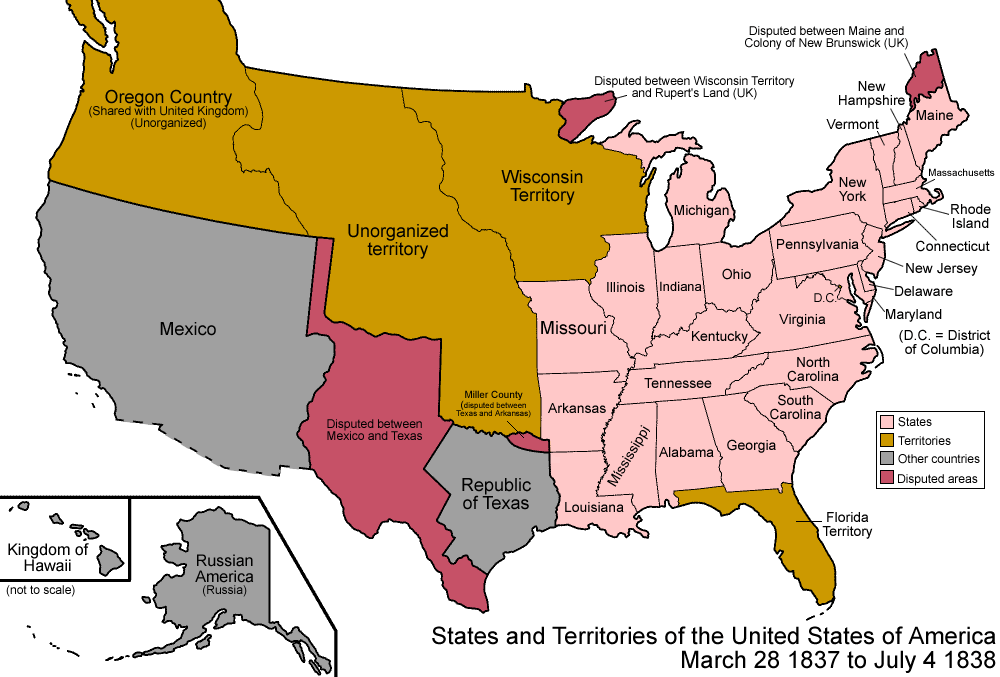 Disputed between Maine and
Colony of New Brunswick (UK)
Disputed between Wisconsin Territory
and Rupert's Land (UK)
Oregon Country
(Shared with United Kingdom)
(Unorganized)
New
Hampshire
Vermont
Maine
Massachusetts
Wisconsin
Territory
New
York
Michigan
Rhode
Island
Connecticut
Unorganized
territory
Pennsylvania
New Jersey
Ohio
Illinois
Indiana
Delaware
D.C.
Maryland
(D.C. = District
of Columbia)
Mexico
Missouri
Virginia
Kentucky
North
Carolina
Tennessee
South
Carolina
Miller County
(disputed between
Texas and Arkansas)
Arkansas
Disputed between
Mexico and Texas
Mississippi
Alabama
Georgia
States
Territories
Other countries
Disputed areas
Republic
of Texas
Louisiana
Florida
Territory
Kingdom of
Hawaii
(not to scale)
Russian
America
(Russia)
States and Territories of the United States of America
March 28 1837 to July 4 1838